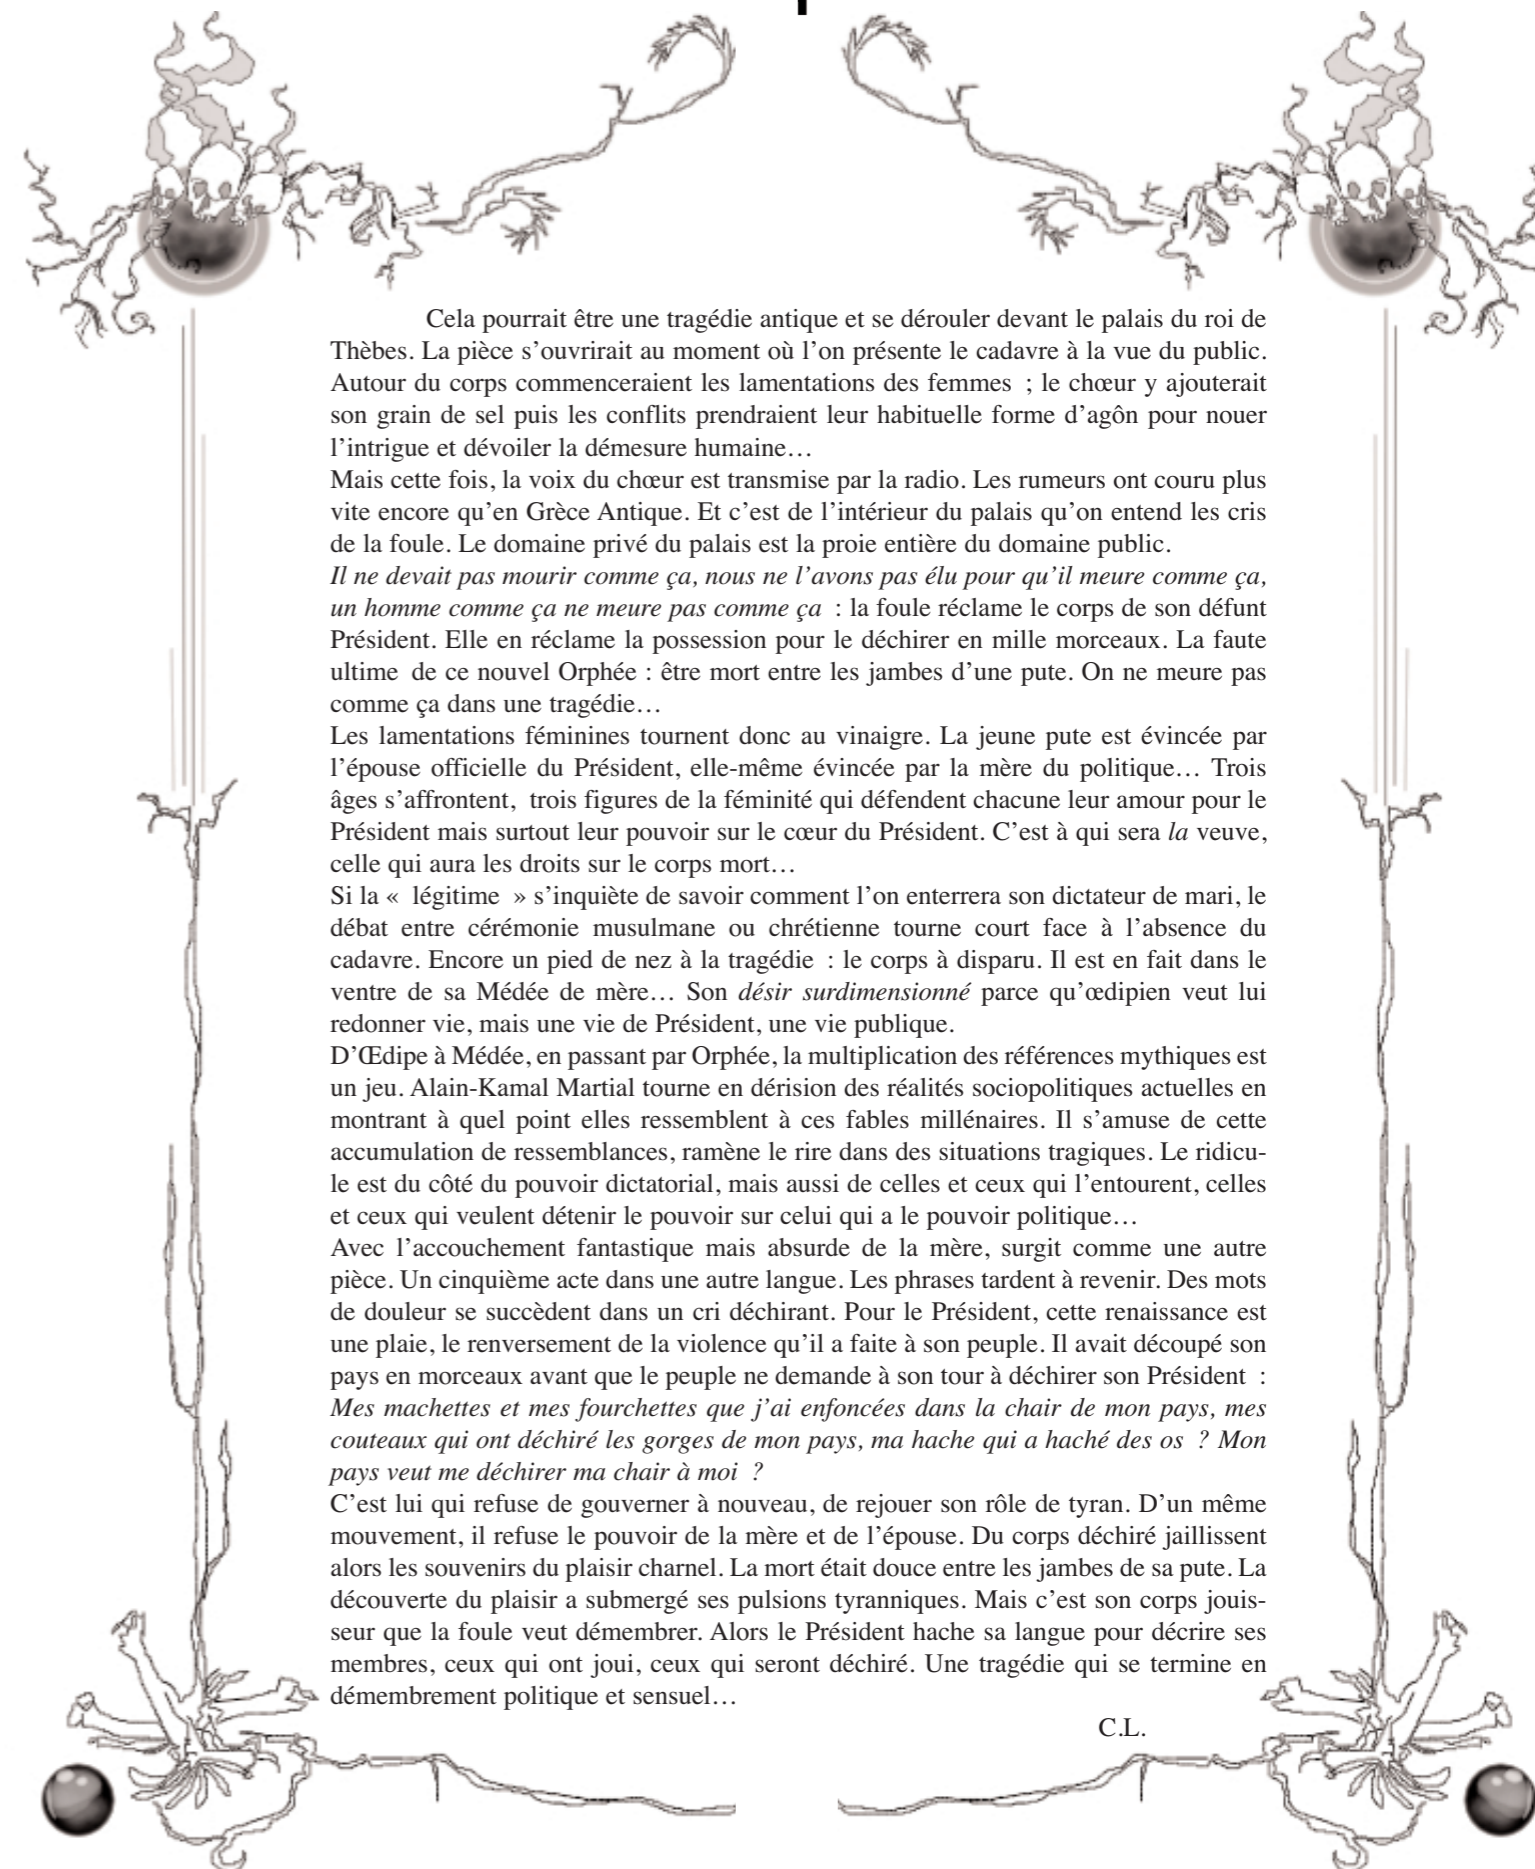 Cela pourrait être une tragédie antique et se dérouler devant le palais du roi de
Thèbes. La pièce s’ouvrirait au moment où l’on présente le cadavre à la vue du public.
Autour du corps commenceraient les lamentations des femmes ; le chœur y ajouterait
son grain de sel puis les conflits prendraient leur habituelle forme d’agôn pour nouer
l’intrigue et dévoiler la démesure humaine…
Mais cette fois, la voix du chœur est transmise par la radio. Les rumeurs ont couru plus
vite encore qu’en Grèce Antique. Et c’est de l’intérieur du palais qu’on entend les cris
de la foule. Le domaine privé du palais est la proie entière du domaine public.
Il ne devait pas mourir comme ça, nous ne l’avons pas élu pour qu’il meure comme ça,
un homme comme ça ne meure pas comme ça : la foule réclame le corps de son défunt
Président. Elle en réclame la possession pour le déchirer en mille morceaux. La faute
ultime de ce nouvel Orphée : être mort entre les jambes d’une pute. On ne meure pas
comme ça dans une tragédie…
Les lamentations féminines tournent donc au vinaigre. La jeune pute est évincée par
l’épouse officielle du Président, elle-même évincée par la mère du politique… Trois
âges s’affrontent, trois figures de la féminité qui défendent chacune leur amour pour le
Président mais surtout leur pouvoir sur le cœur du Président. C’est à qui sera la veuve,
celle qui aura les droits sur le corps mort…
Si la « légitime » s’inquiète de savoir comment l’on enterrera son dictateur de mari, le
débat entre cérémonie musulmane ou chrétienne tourne court face à l’absence du
cadavre. Encore un pied de nez à la tragédie : le corps à disparu. Il est en fait dans le
ventre de sa Médée de mère… Son désir surdimensionné parce qu’œdipien veut lui
redonner vie, mais une vie de Président, une vie publique.
D’Œdipe à Médée, en passant par Orphée, la multiplication des références mythiques est
un jeu. Alain-Kamal Martial tourne en dérision des réalités sociopolitiques actuelles en
montrant à quel point elles ressemblent à ces fables millénaires. Il s’amuse de cette
accumulation de ressemblances, ramène le rire dans des situations tragiques. Le ridicu-
le est du côté du pouvoir dictatorial, mais aussi de celles et ceux qui l’entourent, celles
et ceux qui veulent détenir le pouvoir sur celui qui a le pouvoir politique…
Avec l’accouchement fantastique mais absurde de la mère, surgit comme une autre
pièce. Un cinquième acte dans une autre langue. Les phrases tardent à revenir. Des mots
de douleur se succèdent dans un cri déchirant. Pour le Président, cette renaissance est
une plaie, le renversement de la violence qu’il a faite à son peuple. Il avait découpé son
pays en morceaux avant que le peuple ne demande à son tour à déchirer son Président :
Mes machettes et mes fourchettes que j’ai enfoncées dans la chair de mon pays, mes
couteaux qui ont déchiré les gorges de mon pays, ma hache qui a haché des os ? Mon
pays veut me déchirer ma chair à moi ?
C’est lui qui refuse de gouverner à nouveau, de rejouer son rôle de tyran. D’un même
mouvement, il refuse le pouvoir de la mère et de l’épouse. Du corps déchiré jaillissent
alors les souvenirs du plaisir charnel. La mort était douce entre les jambes de sa pute. La
découverte du plaisir a submergé ses pulsions tyranniques. Mais c’est son corps jouis-
seur que la foule veut démembrer. Alors le Président hache sa langue pour décrire ses
membres, ceux qui ont joui, ceux qui seront déchiré. Une tragédie qui se termine en
démembrement politique et sensuel…
C.L.